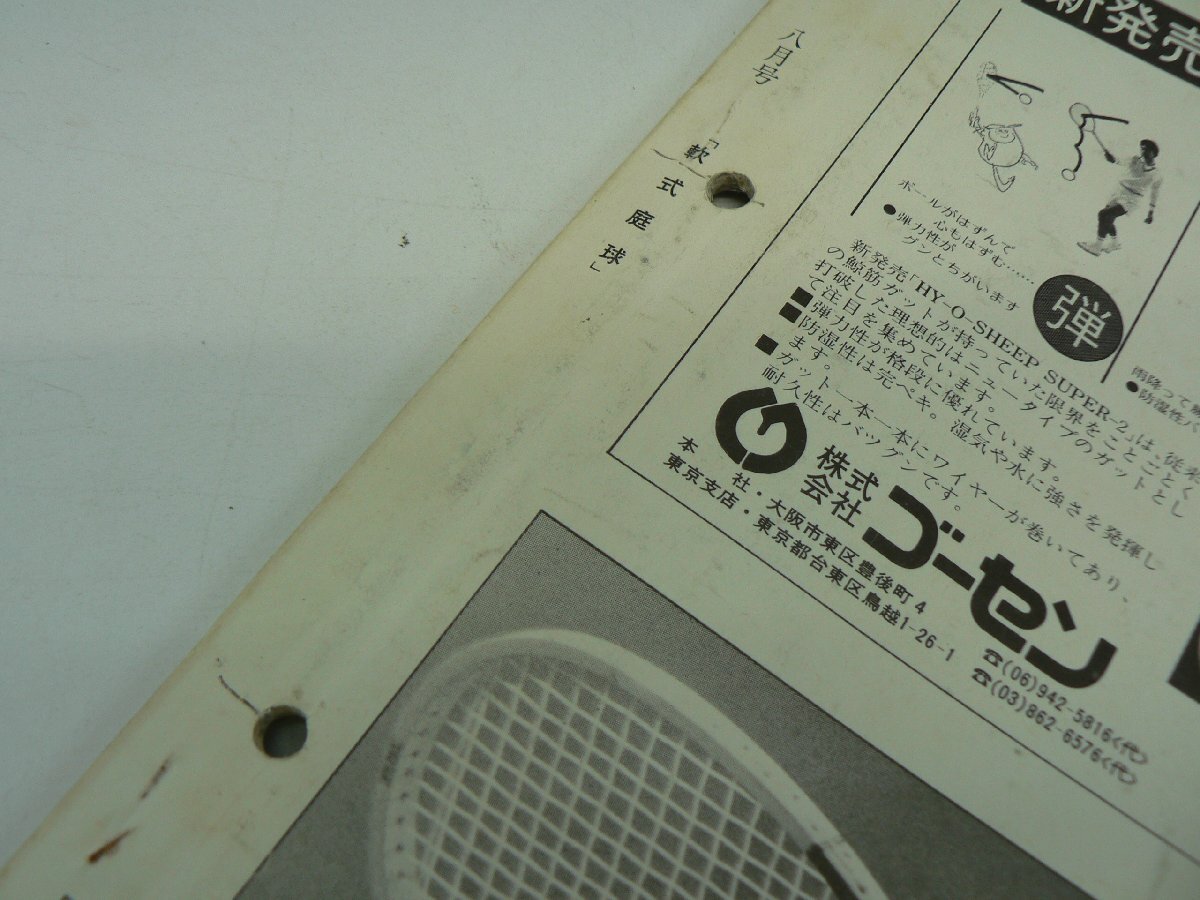 八月号
「軟式庭球」
新発売
ボールがはずんで
心もはずむ……
●弾力性が
グンとちがいます
弾
雨降って
●防湿性バ
新発売「HY-O-SHEEP SUPER-2」は、従来
の鯨筋ガットが持っていた限界をことごとく
打破した理想的はニュータイプのガットとし
て注目を集めています。
■弾力性が格段に優れています。
■防湿性は完ペキ。湿気や水に強さを発揮し
ます。
■ガット一本一本にワイヤーが巻いてあり、
耐久性はバツグンです。
株式会社 ゴーセン
本社・大阪市東区豊後町4 ☎(06)942-5816<代>
東京支店・東京都台東区鳥越1-26-1 ☎(03)862-6576<代>